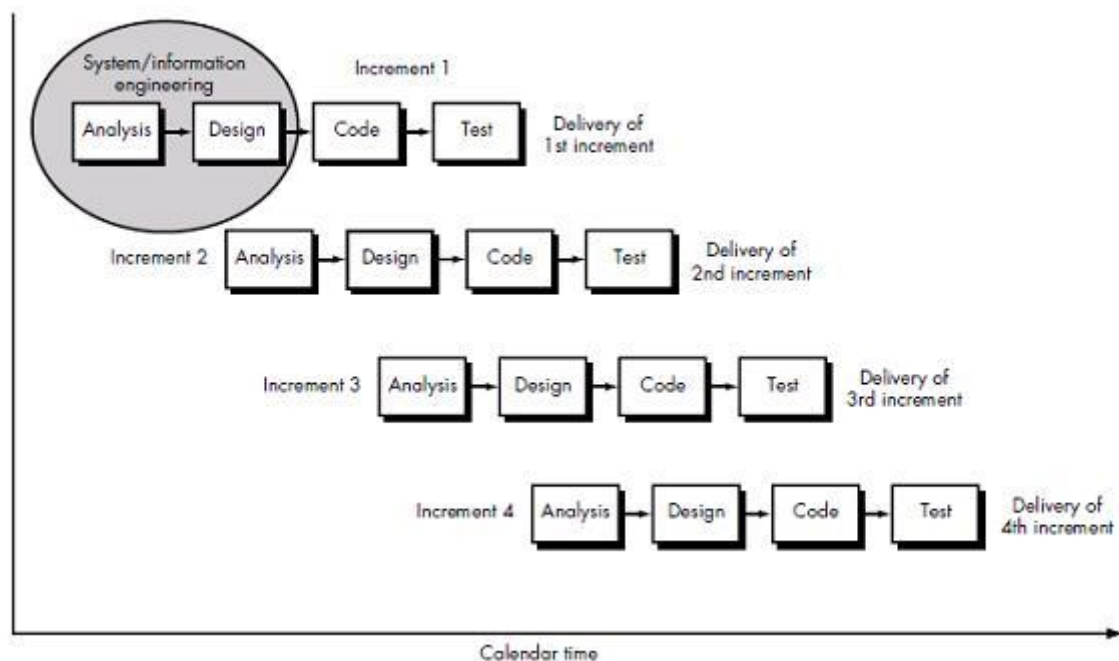 System/information
engineering
Increment 1
Analysis
Design
Code
Test
Delivery of
1st increment
Increment 2
Analysis
Design
Code
Test
Delivery of
2nd increment
Increment 3
Analysis
Design
Code
Test
Delivery of
3rd increment
Increment 4
Analysis
Design
Code
Test
Delivery of
4th increment
Calendar time